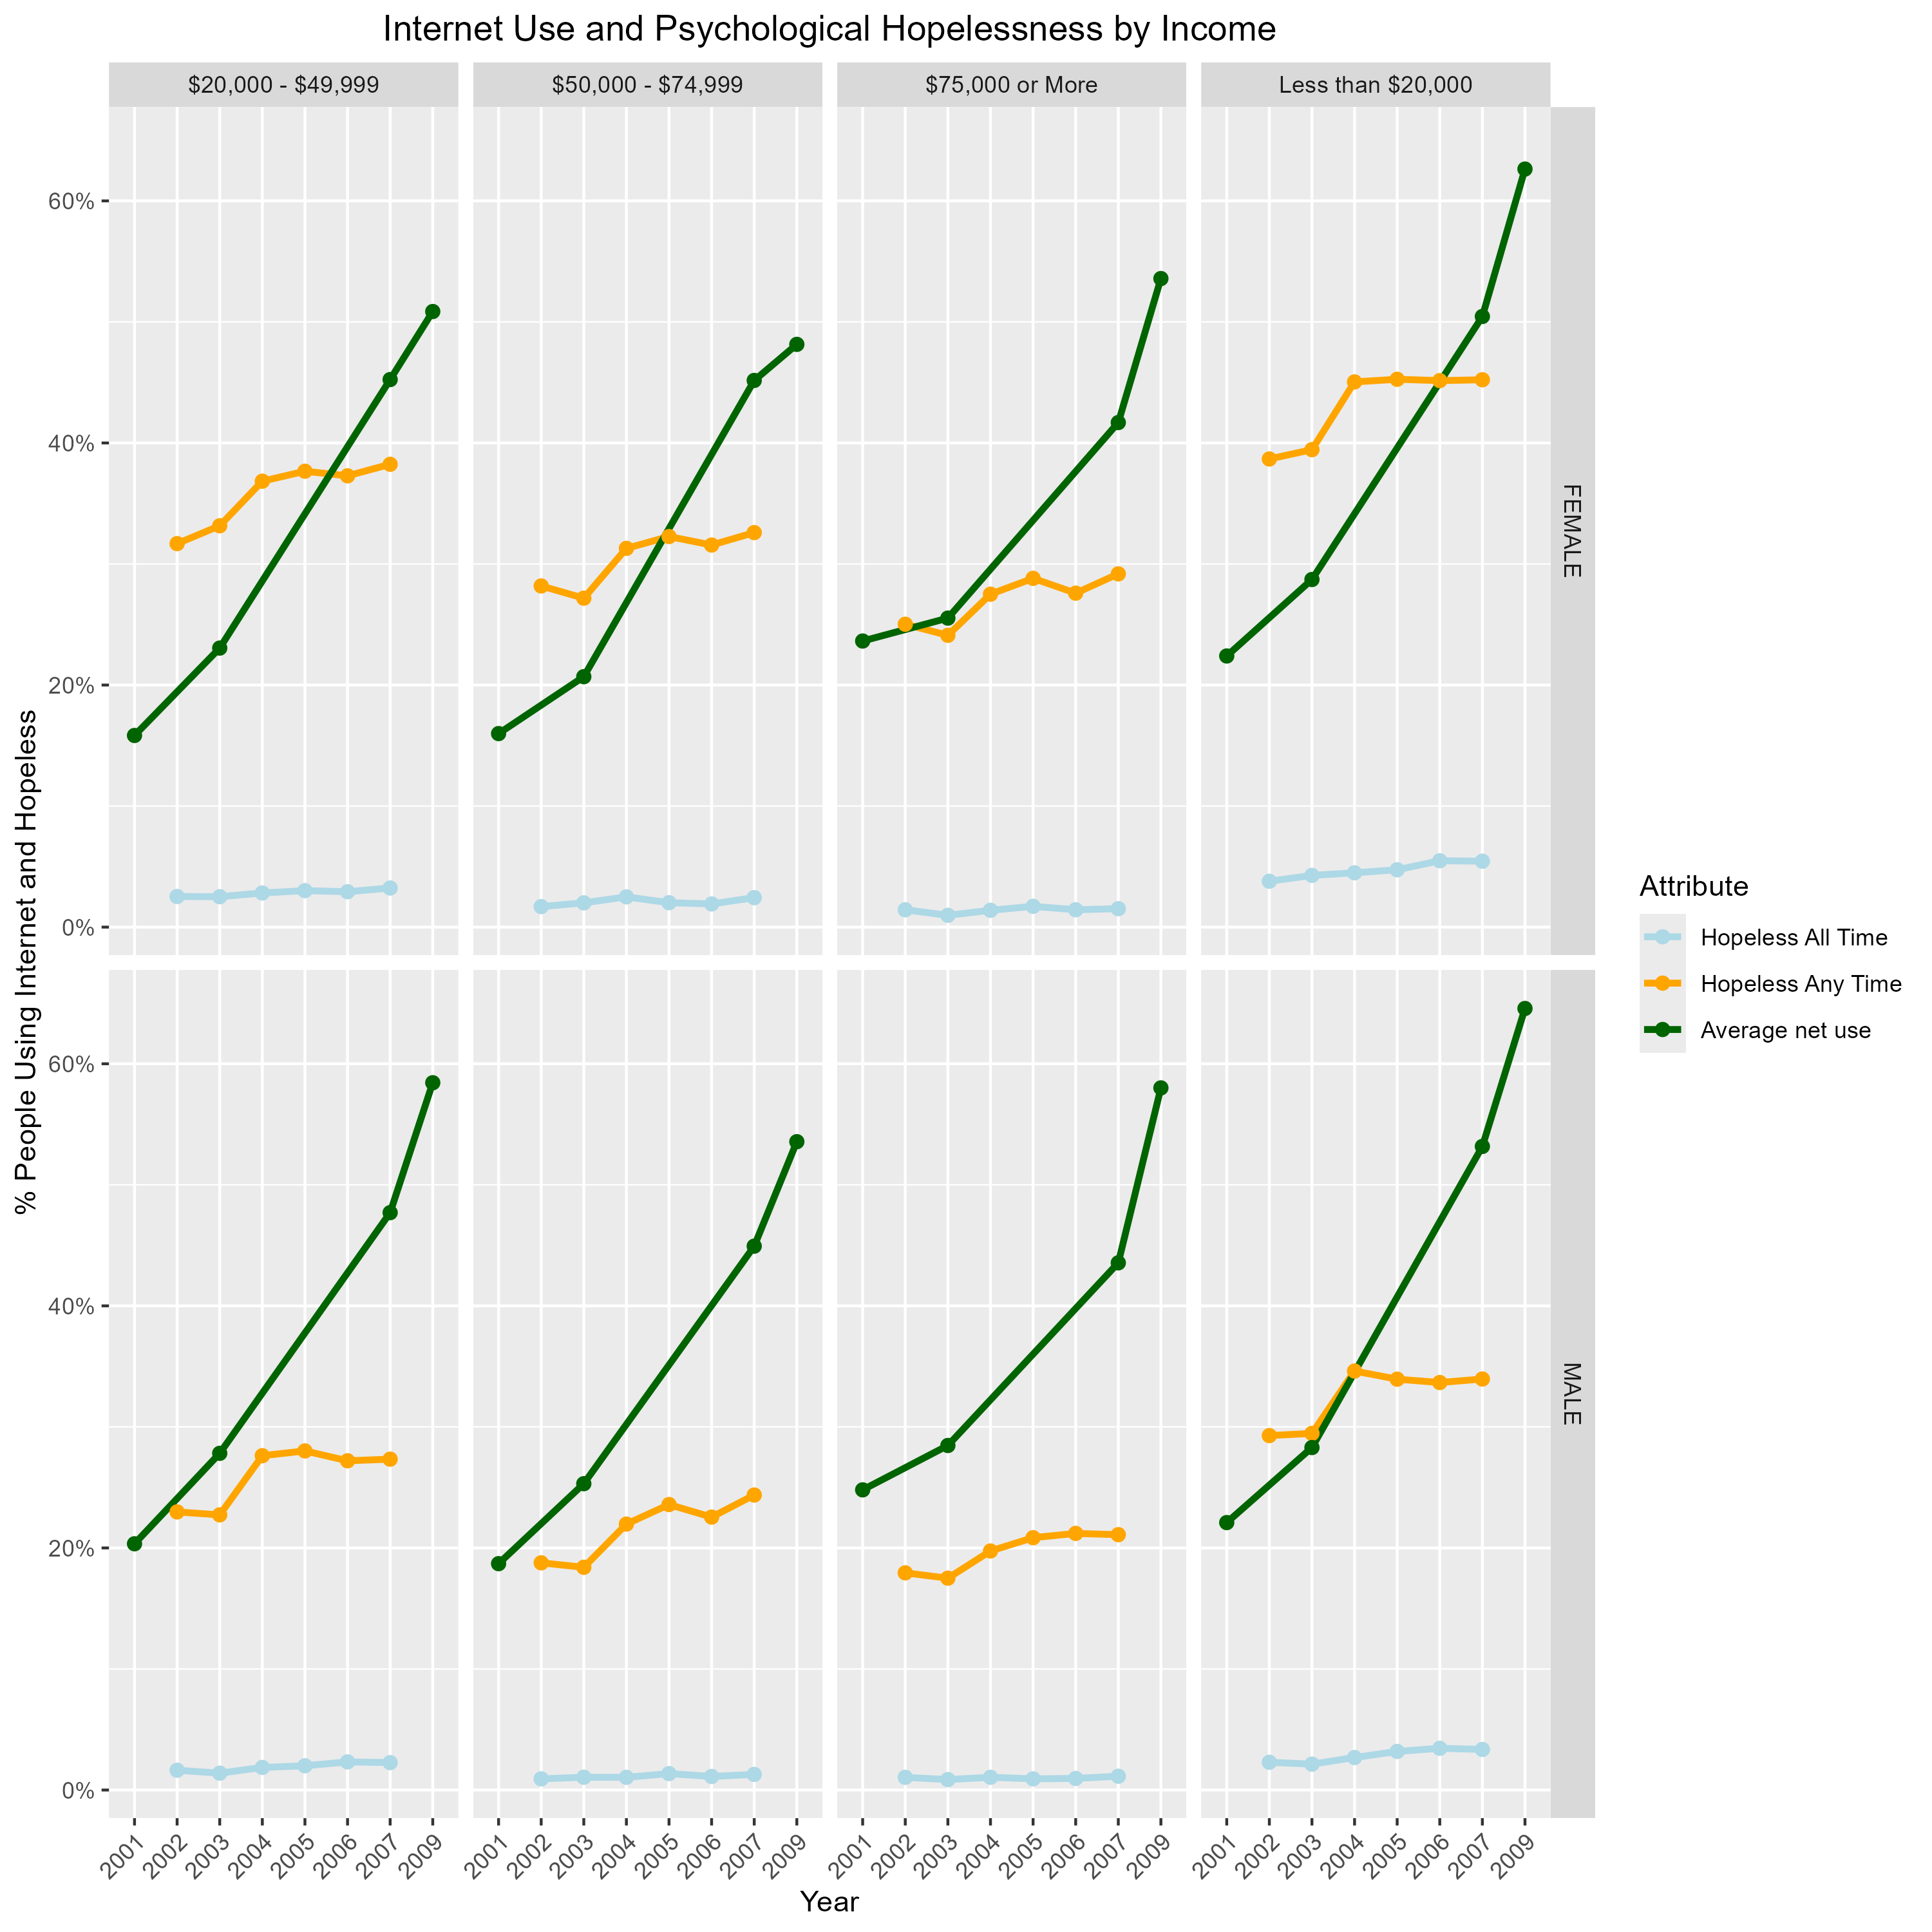 Internet Use and Psychological Hopelessness by Income
$20,000 - $49,999
$50,000 - $74,999
$75,000 or More
Less than $20,000
% People Using Internet and Hopeless
60%
40%
20%
0%
FEMALE
60%
40%
20%
0%
MALE
2001 2002 2003 2004 2005 2006 2007 2009
2001 2002 2003 2004 2005 2006 2007 2009
2001 2002 2003 2004 2005 2006 2007 2009
2001 2002 2003 2004 2005 2006 2007 2009
Year
Attribute
Hopeless All Time
Hopeless Any Time
Average net use